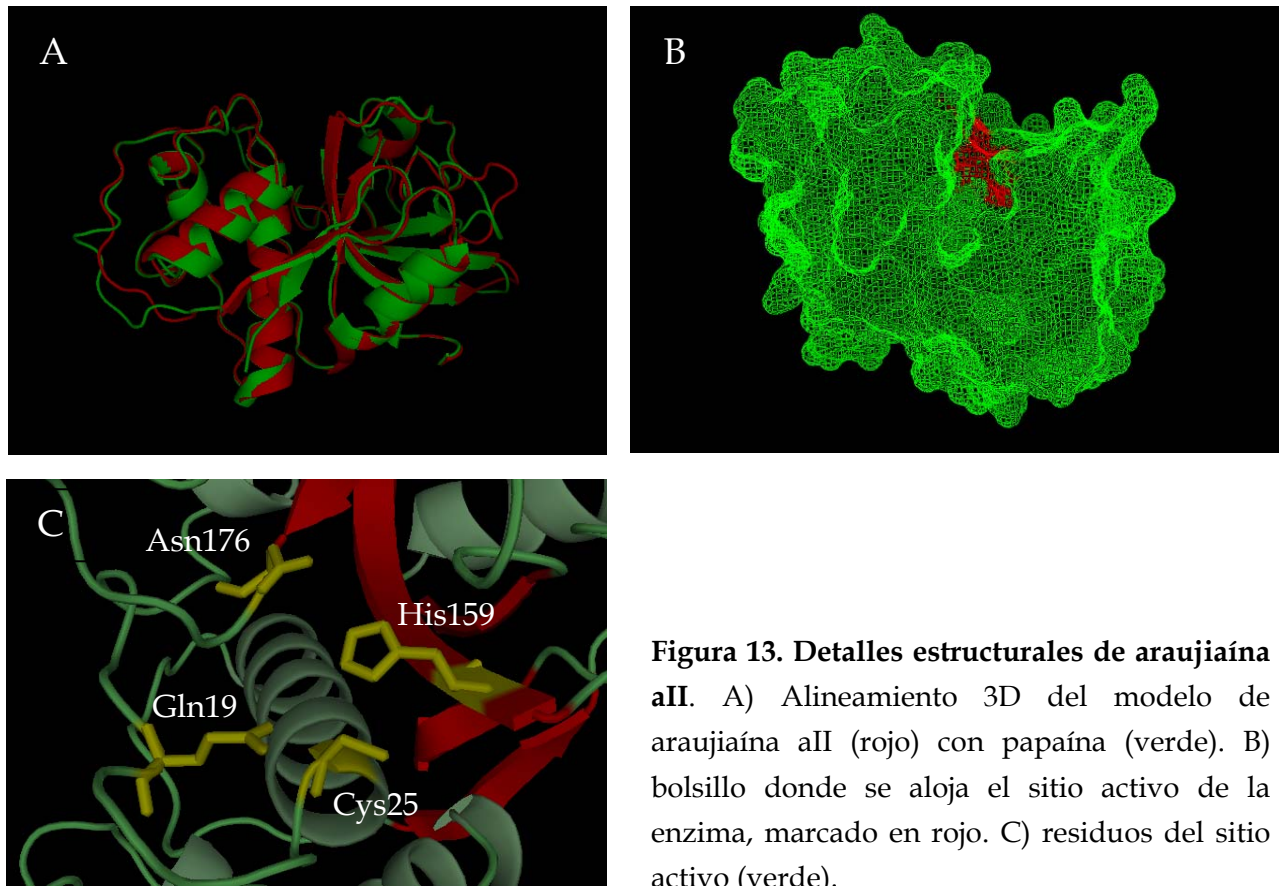 A
B
C
Asn176
His159
Gln19
Cys25
Figura 13. Detalles estructurales de araujiaína
aII. A) Alineamiento 3D del modelo de
araujiaína aII (rojo) con papaína (verde). B)
bolsillo donde se aloja el sitio activo de la
enzima, marcado en rojo. C) residuos del sitio
activo (verde).